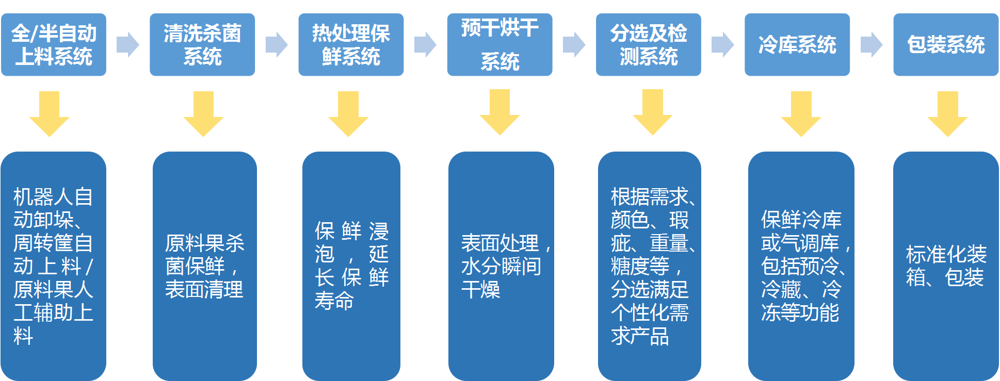 全/半自动
上料系统
清洗杀菌
系统
热处理保
鲜系统
预干烘干
系统
分选及检
测系统
冷库系统
包装系统
机器人自
动卸垛、
周转筐自
动上料/
原料果人
工辅助上
料
原料果杀
菌保鲜，
表面清理
保鲜浸
泡，延
长保鲜
寿命
表面处理，
水分瞬间
干燥
根据需求、
颜色、瑕
疵、重量、
糖度等，
分选满足
个性化需
求产品
保鲜冷库
或气调库，
包括预冷、
冷藏、冷
冻等功能
标准化装
箱、包装